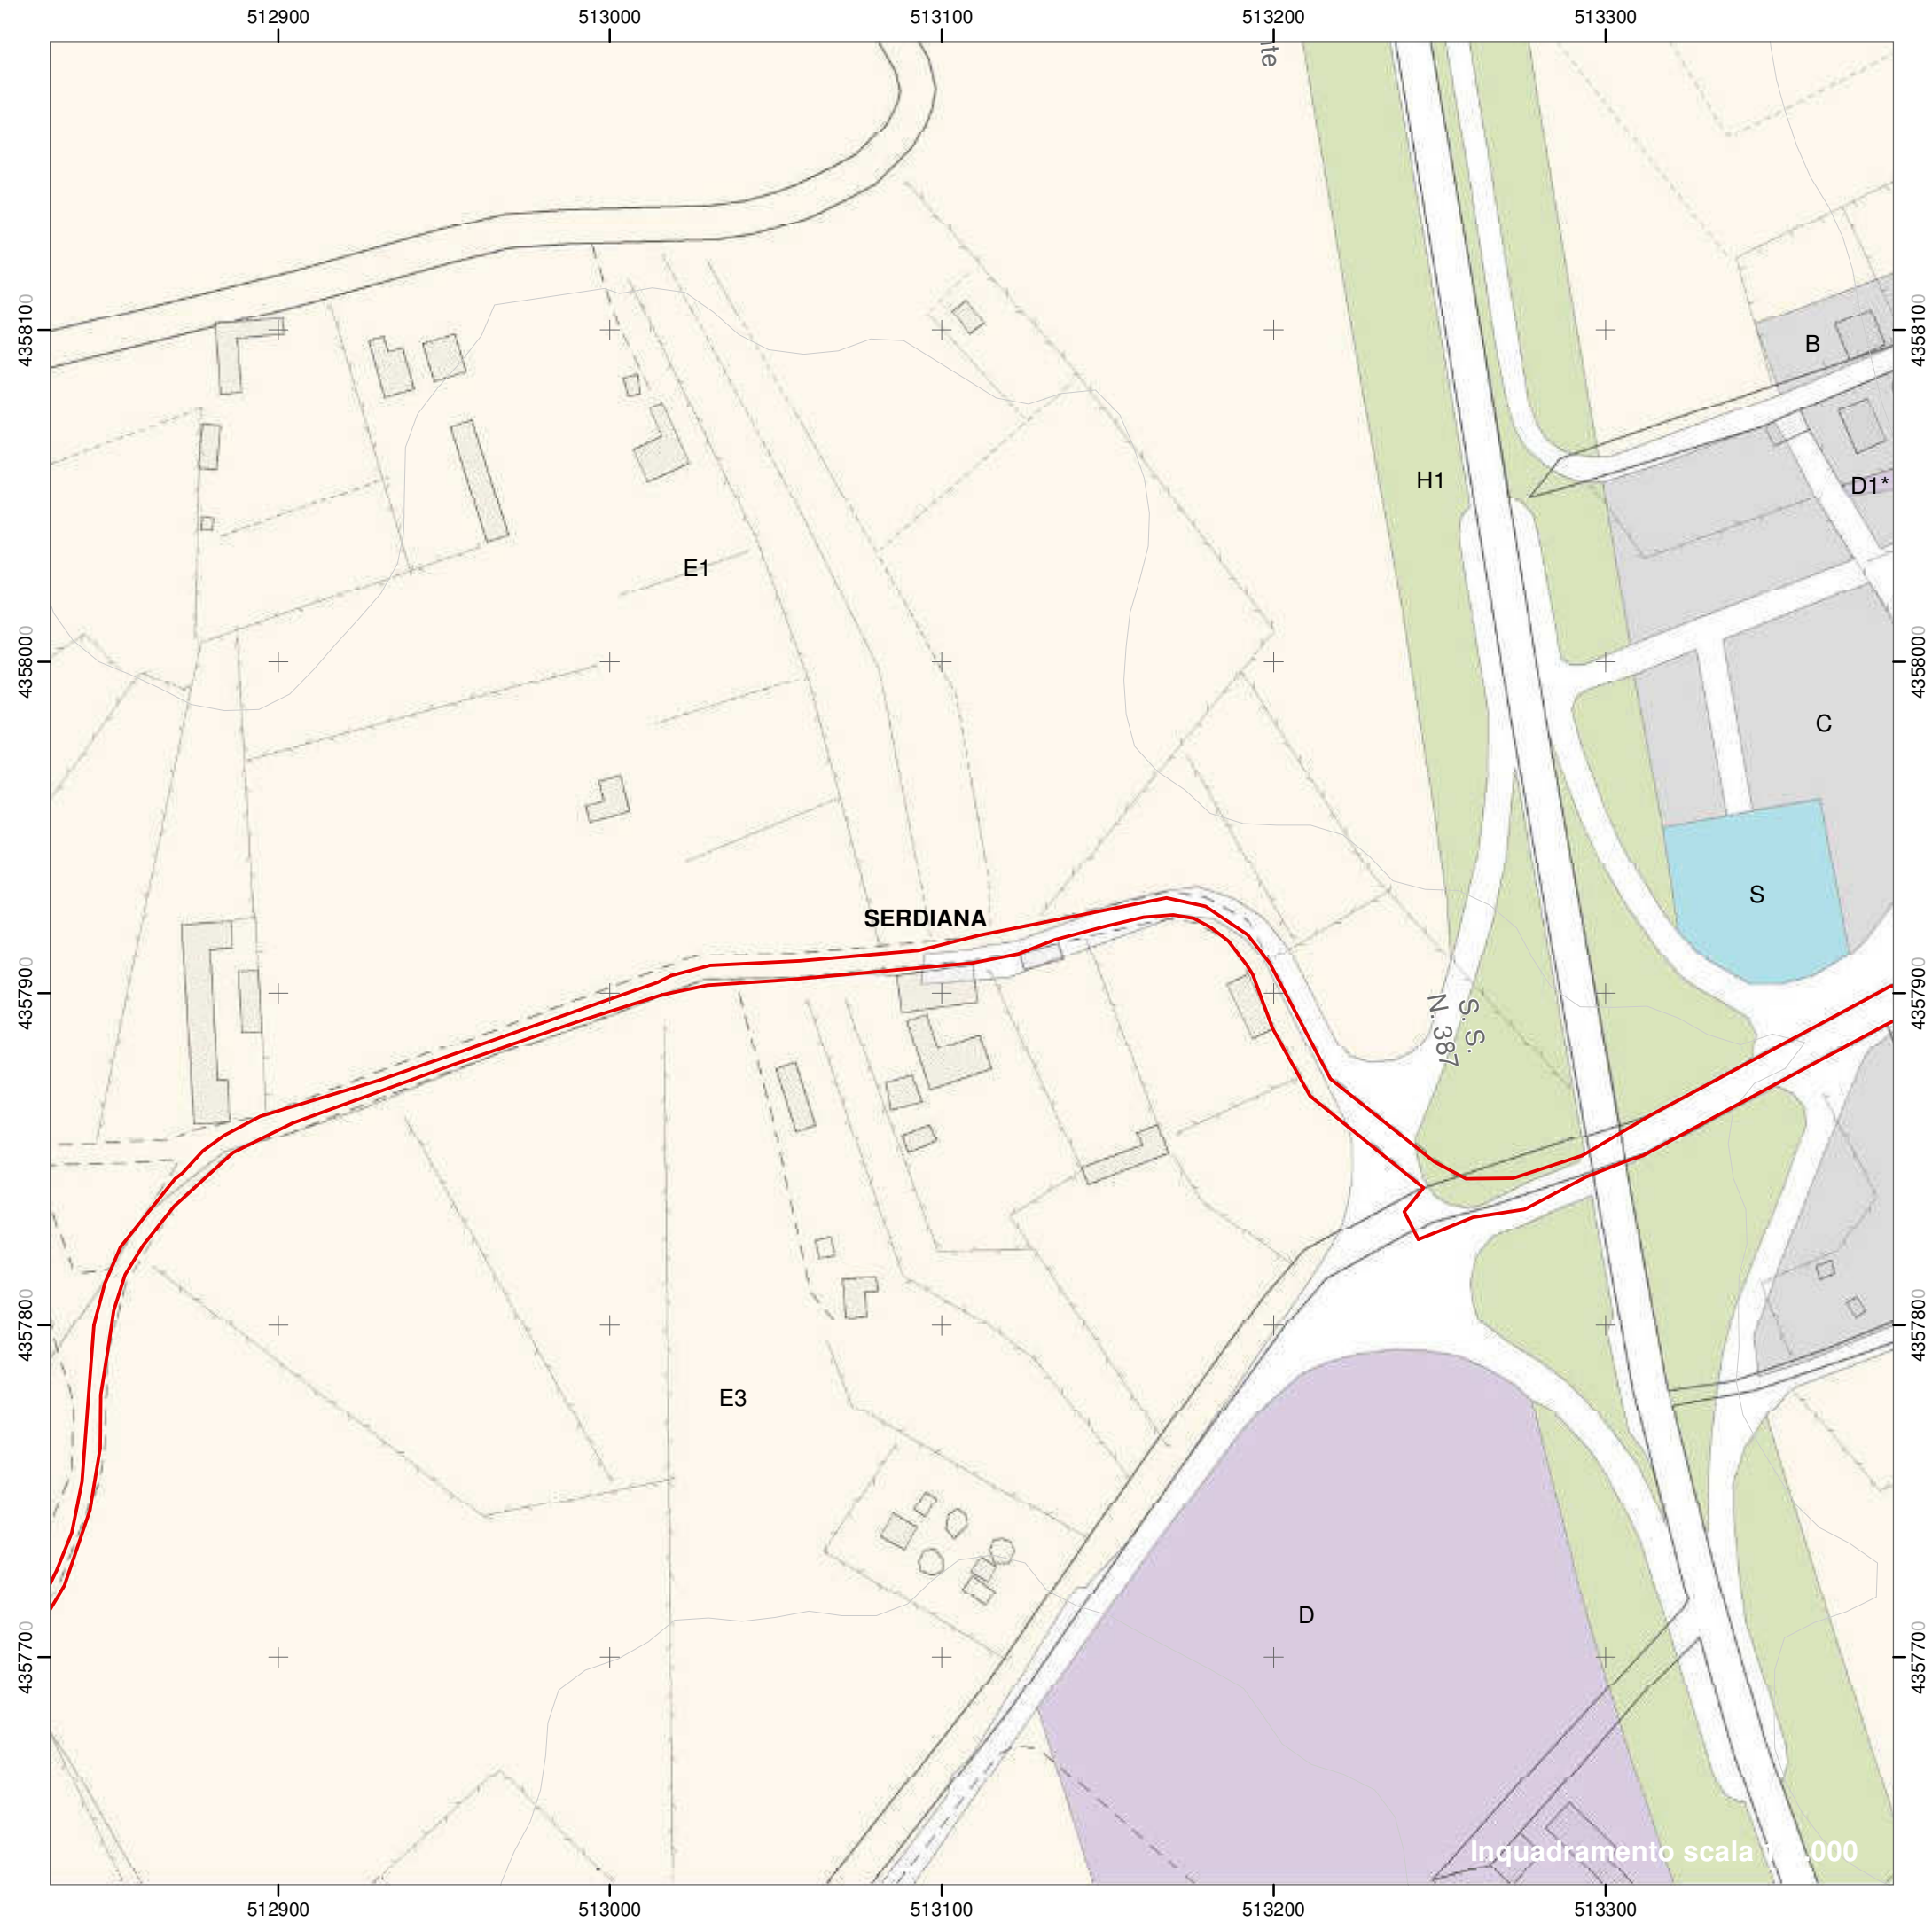 512900 513000 513100 513200 513300
nte
4358100 4358100
B
H1
D1*
E1
4358000 4358000
C
S
SERDIANA
4357900 4357900
S. S.
N. 387
4357800 4357800
E3
D
4357700 4357700
Inquadramento scala
512900 513000 513100 513200 513300